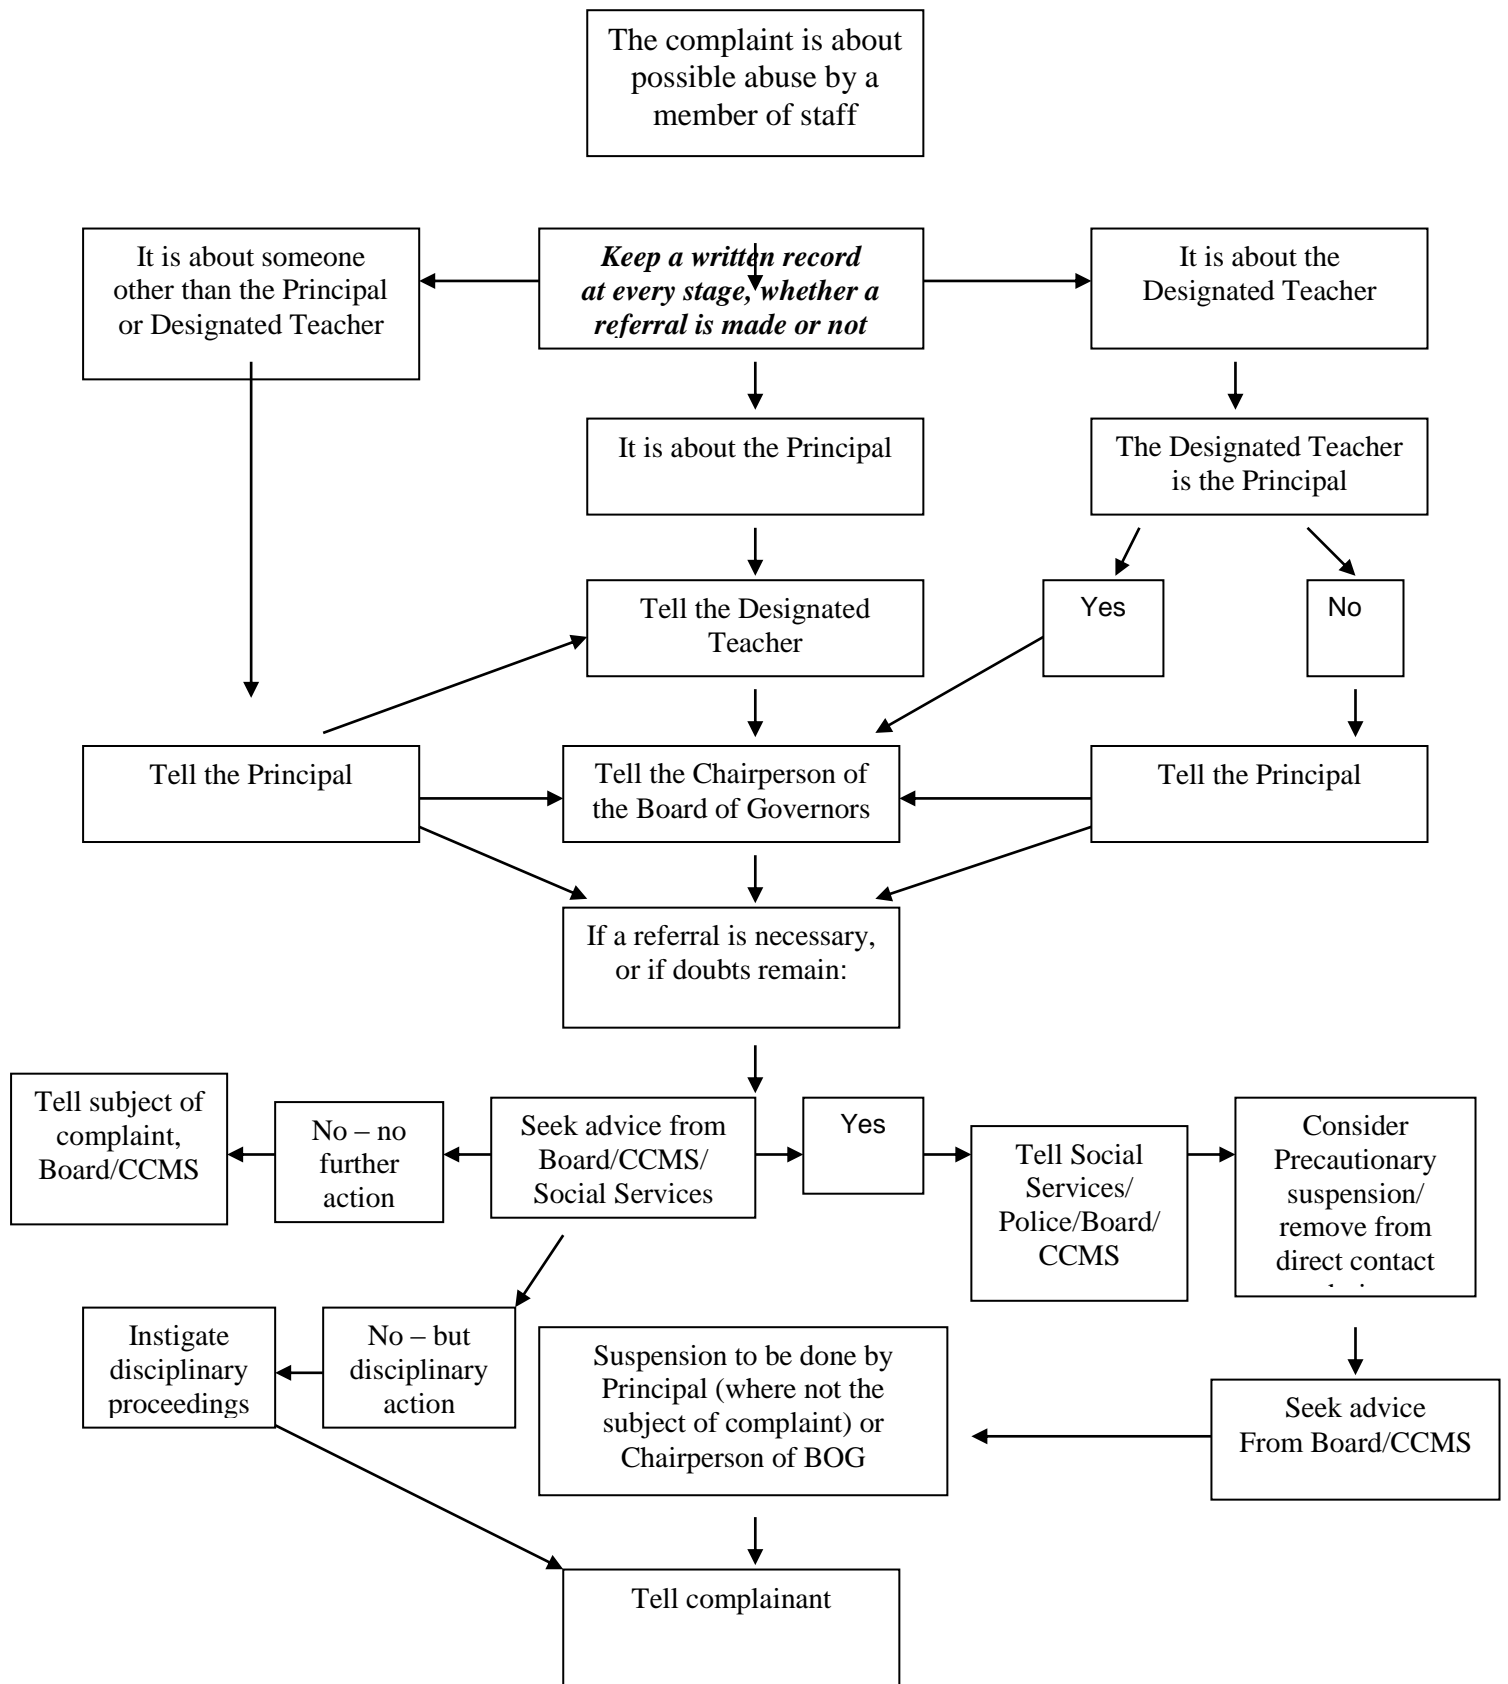 The complaint is about
possible abuse by a
member of staff
It is about someone
other than the Principal
or Designated Teacher
Keep a written record
at every stage, whether a
referral is made or not
It is about the
Designated Teacher
It is about the Principal
The Designated Teacher
is the Principal
Tell the Designated
Teacher
Yes
No
Tell the Principal
Tell the Chairperson of
the Board of Governors
Tell the Principal
If a referral is necessary,
or if doubts remain:
Tell subject of
complaint,
Board/CCMS
No – no
further
action
Seek advice from
Board/CCMS/
Social Services
Yes
Tell Social
Services/
Police/Board/
CCMS
Consider
Precautionary
suspension/
remove from
direct contact
Instigate
disciplinary
proceedings
No – but
disciplinary
action
Suspension to be done by
Principal (where not the
subject of complaint) or
Chairperson of BOG
Seek advice
From Board/CCMS
Tell complainant